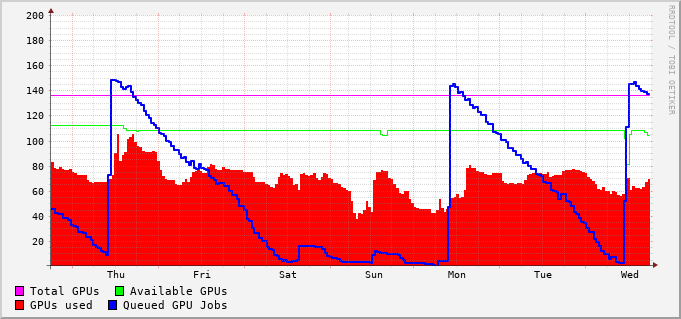 200
180
160
140
120
100
80
60
40
20
Thu Fri Sat Sun Mon Tue Wed
Total GPUs Available GPUs
GPUs used Queued GPU Jobs
RRDTOOL / TOBI OETIKER